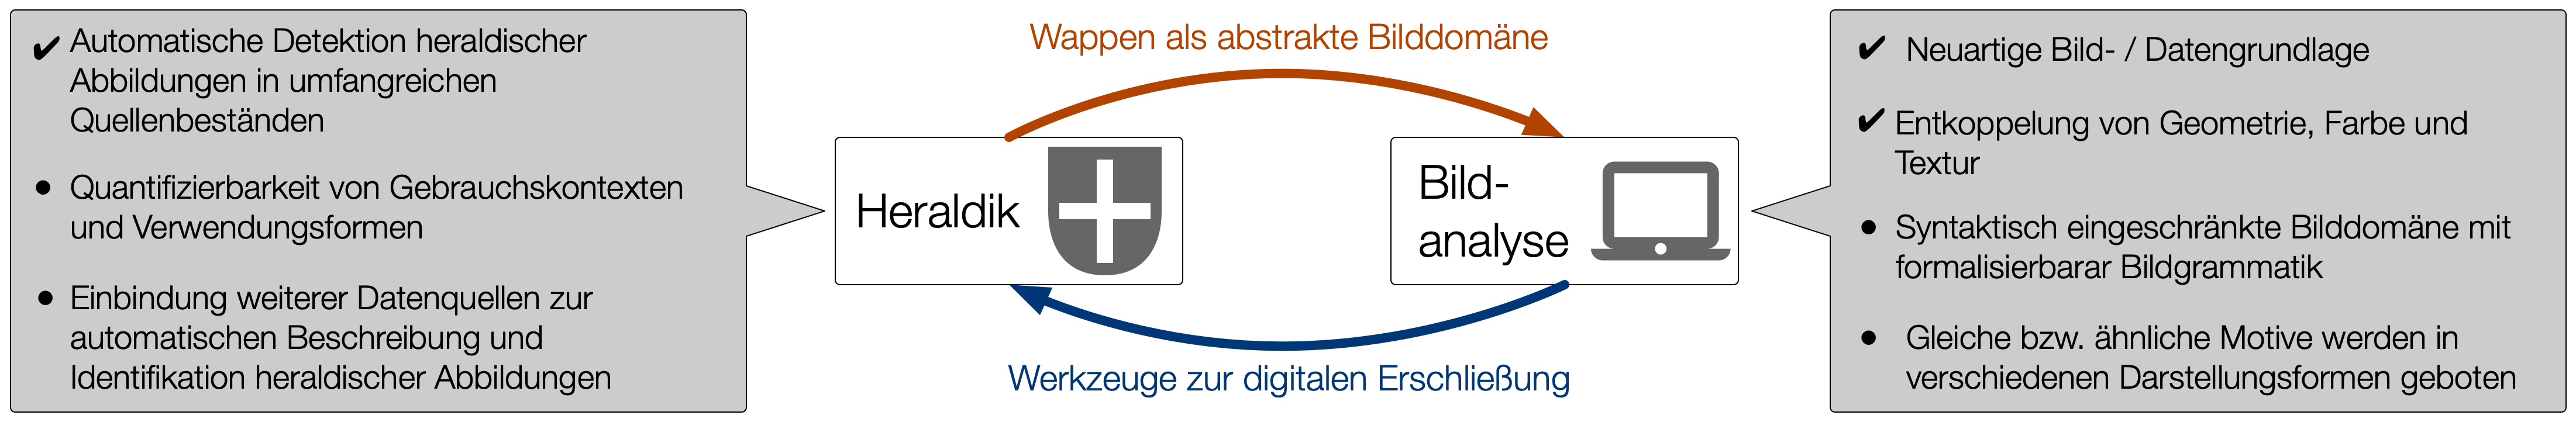 ✔ Automatische Detektion heraldischer
Abbildungen in umfangreichen
Quellenbeständen
● Quantifizierbarkeit von Gebrauchskontexten
und Verwendungsformen
● Einbindung weiterer Datenquellen zur
automatischen Beschreibung und
Identifikation heraldischer Abbildungen
Wappen als abstrakte Bilddomäne
Heraldik
Bild-
analyse
Werkzeuge zur digitalen Erschließung
✔ Neuartige Bild- / Datengrundlage
✔ Entkoppelung von Geometrie, Farbe und
Textur
● Syntaktisch eingeschränkte Bilddomäne mit
formalisierbarar Bildgrammatik
● Gleiche bzw. ähnliche Motive werden in
verschiedenen Darstellungsformen geboten